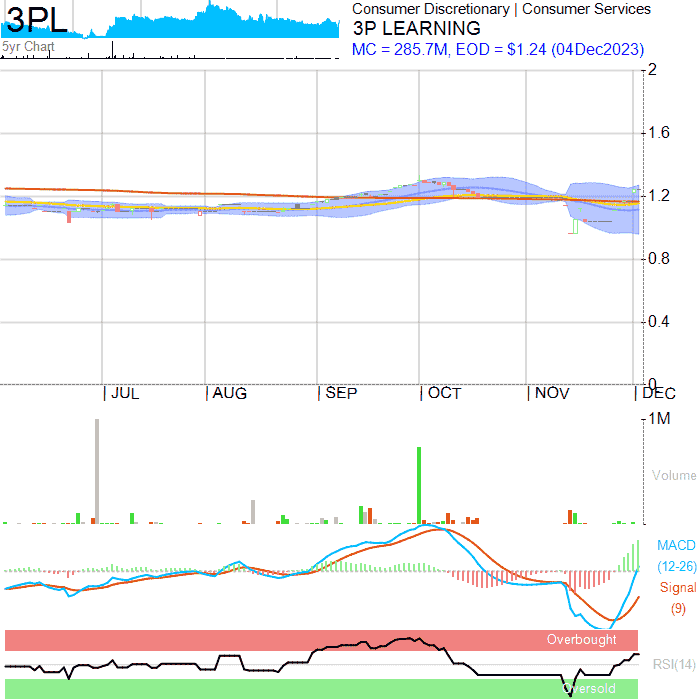 3PL
5yr Chart
Consumer Discretionary | Consumer Services
3P LEARNING
MC = 285.7M, EOD = $1.24 (04Dec2023)
2
1.6
1.2
0.8
0.4
0
JUL AUG SEP OCT NOV DEC
1M
Volume
MACD
(12-26)
Signal
(9)
Overbought
RSI(14)
Oversold